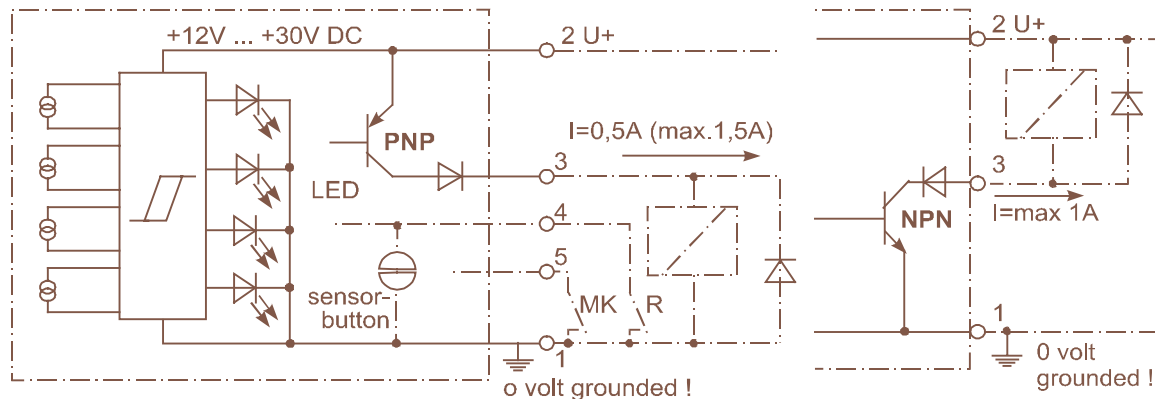 +12V ... +30V DC
2 U+
PNP
I=0,5A (max.1,5A)
3
LED
4
5
sensor-
button
MK R
1
o volt grounded !
2 U+
3
NPN
I=max 1A
1
0 volt
grounded !